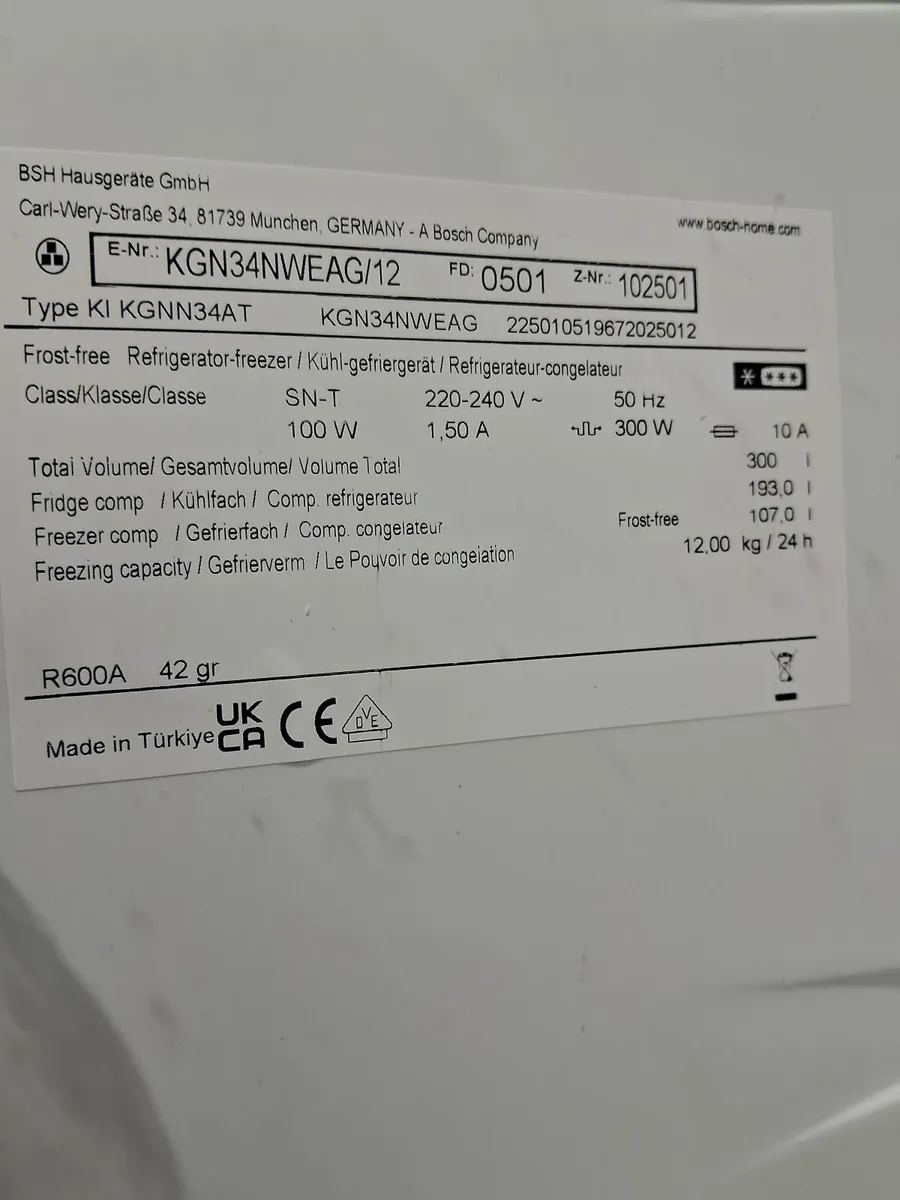 BSH Hausgeräte GmbH
Carl-Wery-Straße 34, 81739 Munchen, GERMANY - A Bosch Company
www.bosch-home.com
E-Nr.: KGN34NWEAG/12 FD: 0501 Z-Nr.: 102501
Type KI KGNN34AT KGN34NWEAG 225010519672025012
Frost-free Refrigerator-freezer / Kühl-gefriergerät / Refrigerateur-congelateur
Class/Klasse/Classe SN-T 220-240 V ~ 50 Hz
100 W 1,50 A 300 W 10 A
Total Volume/ Gesamtvolume/ Volume Total 300 l
Fridge comp / Kühlfach / Comp. refrigerateur 193,0 l
Freezer comp / Gefrierfach / Comp. congelateur Frost-free 107,0 l
Freezing capacity / Gefrierverm / Le Pouvoir de congelation 12,00 kg / 24 h
R600A 42 gr
Made in Türkiye UK CA CE DVE